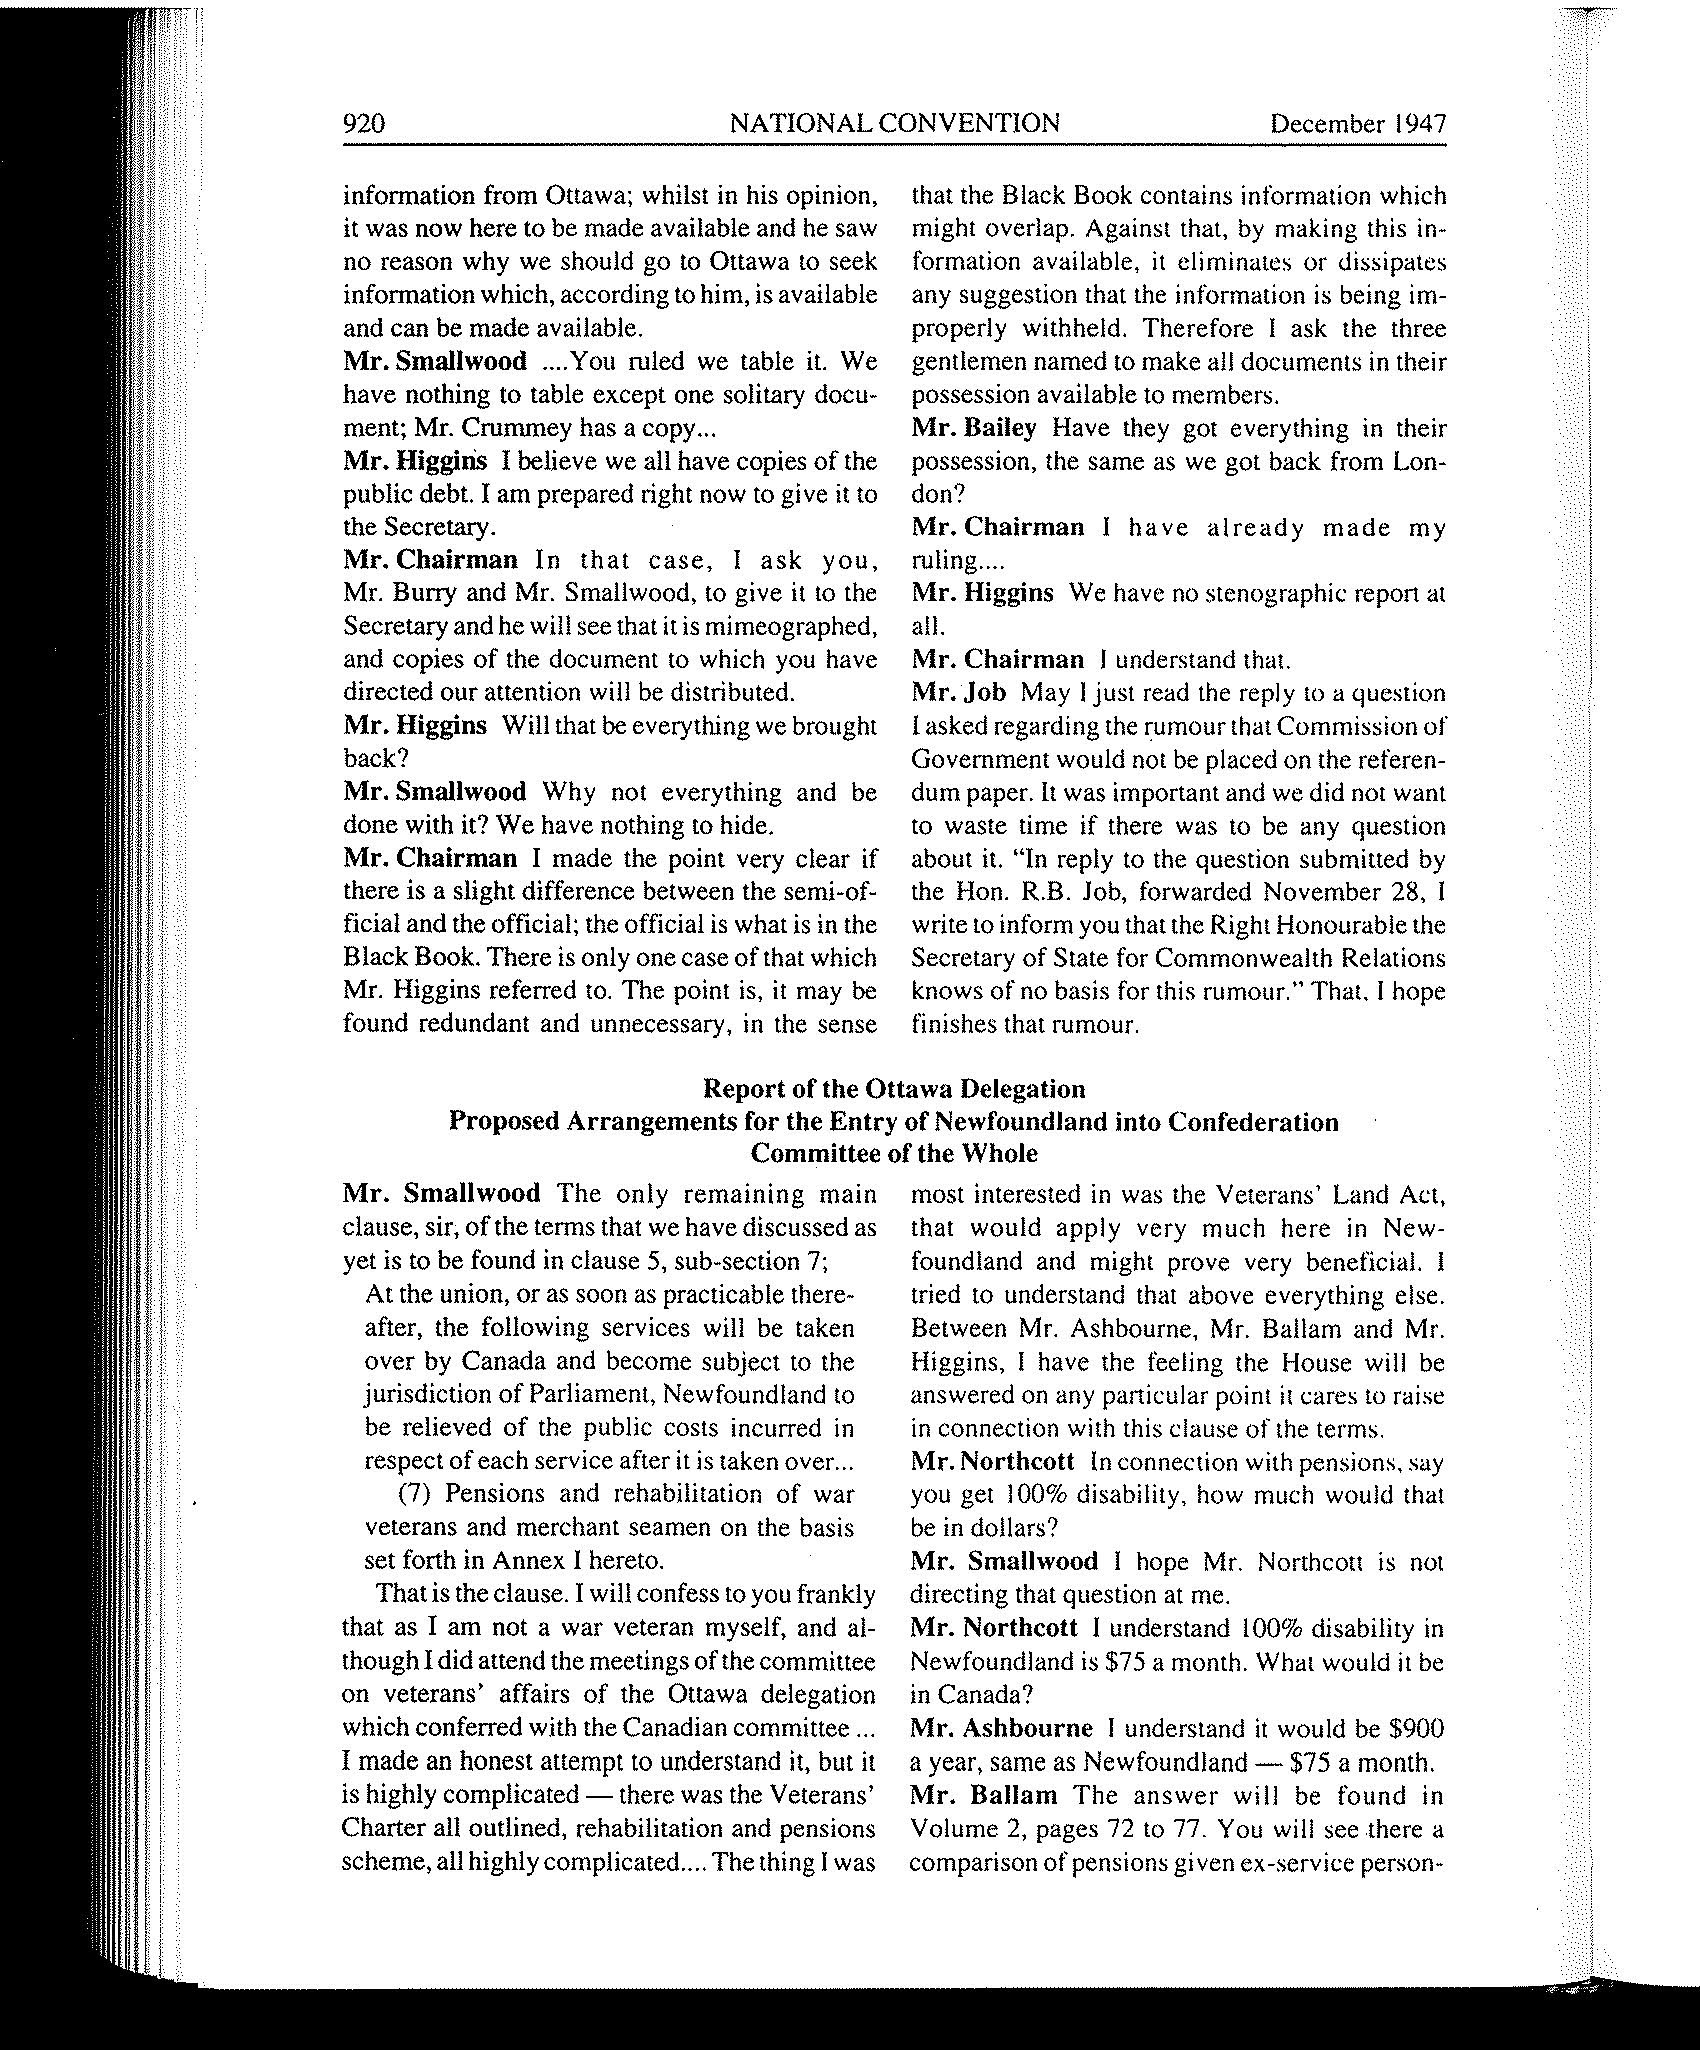 920 NATIONAL CONVENTION December 1947
information from Ottawa; whilst in his opinion,
it was now here to be made available and he saw
no reason why we should go to Ottawa to seek
information which, according to him, is available
and can be made available.
Mr. Smallwood ....You ruled we table it. We
have nothing to table except one solitary docu-
ment; Mr. Crummey has a copy...
Mr. Higgins I believe we all have copies of the
public debt. I am prepared right now to give it to
the Secretary.
Mr. Chairman In that case, I ask you,
Mr. Burry and Mr. Smallwood, to give it to the
Secretary and he will see that it is mimeographed,
and copies of the document to which you have
directed our attention will be distributed.
Mr. Higgins Will that be everything we brought
back?
Mr. Smallwood Why not everything and be
done with it? We have nothing to hide.
Mr. Chairman I made the point very clear if
there is a slight difference between the semi-of-
ficial and the official; the official is what is in the
Black Book. There is only one case of that which
Mr. Higgins referred to. The point is, it may be
found redundant and unnecessary, in the sense
that the Black Book contains information which
might overlap. Against that, by making this in-
formation available, it eliminates or dissipates
any suggestion that the information is being im-
properly withheld. Therefore I ask the three
gentlemen named to make all documents in their
possession available to members.
Mr. Bailey Have they got everything in their
possession, the same as we got back from Lon-
don?
Mr. Chairman I have already made my
ruling....
Mr. Higgins We have no stenographic report at
all.
Mr. Chairman I understand that.
Mr. Job May I just read the reply to a question
I asked regarding the rumour that Commission of
Government would not be placed on the referen-
dum paper. It was important and we did not want
to waste time if there was to be any question
about it. “In reply to the question submitted by
the Hon. R.B. Job, forwarded November 28, I
write to inform you that the Right Honourable the
Secretary of State for Commonwealth Relations
knows of no basis for this rumour.” That, I hope
finishes that rumour.
Report of the Ottawa Delegation
Proposed Arrangements for the Entry of Newfoundland into Confederation
Committee of the Whole
Mr. Smallwood The only remaining main
clause, sir, of the terms that we have discussed as
yet is to be found in clause 5, sub-section 7;
At the union, or as soon as practicable there-
after, the following services will be taken
over by Canada and become subject to the
jurisdiction of Parliament, Newfoundland to
be relieved of the public costs incurred in
respect of each service after it is taken over...
(7) Pensions and rehabilitation of war
veterans and merchant seamen on the basis
set forth in Annex I hereto.
That is the clause. I will confess to you frankly
that as I am not a war veteran myself, and al-
though I did attend the meetings of the committee
on veterans’ affairs of the Ottawa delegation
which conferred with the Canadian committee ...
I made an honest attempt to understand it, but it
is highly complicated — there was the Veterans’
Charter all outlined, rehabilitation and pensions
scheme, all highly complicated.... The thing I was
most interested in was the Veterans’ Land Act,
that would apply very much here in New-
foundland and might prove very beneficial. I
tried to understand that above everything else.
Between Mr. Ashbourne, Mr. Ballam and Mr.
Higgins, I have the feeling the House will be
answered on any particular point it cares to raise
in connection with this clause of the terms.
Mr. Northcott In connection with pensions, say
you get 100% disability, how much would that
be in dollars?
Mr. Smallwood I hope Mr. Northcott is not
directing that question at me.
Mr. Northcott I understand 100% disability in
Newfoundland is $75 a month. What would it be
in Canada?
Mr. Ashbourne I understand it would be $900
a year, same as Newfoundland — $75 a month.
Mr. Ballam The answer will be found in
Volume 2, pages 72 to 77. You will see there a
comparison of pensions given ex-service person-